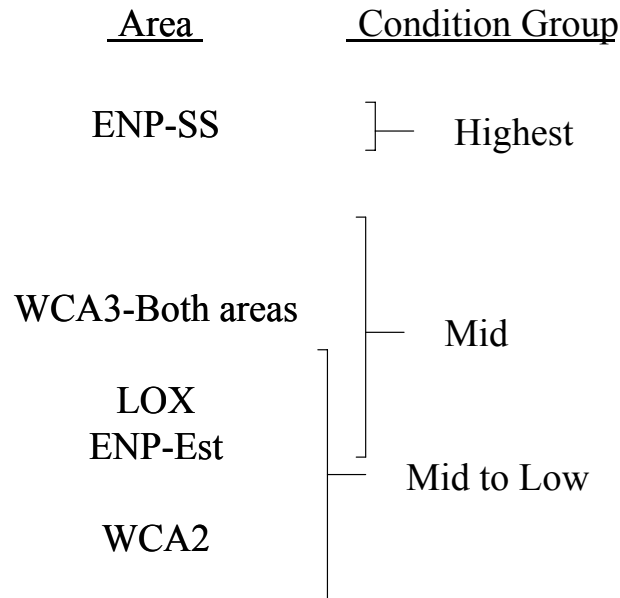 Area Condition Group
ENP-SS
Highest
WCA3-Both areas
Mid
LOX
ENP-Est
Mid to Low
WCA2